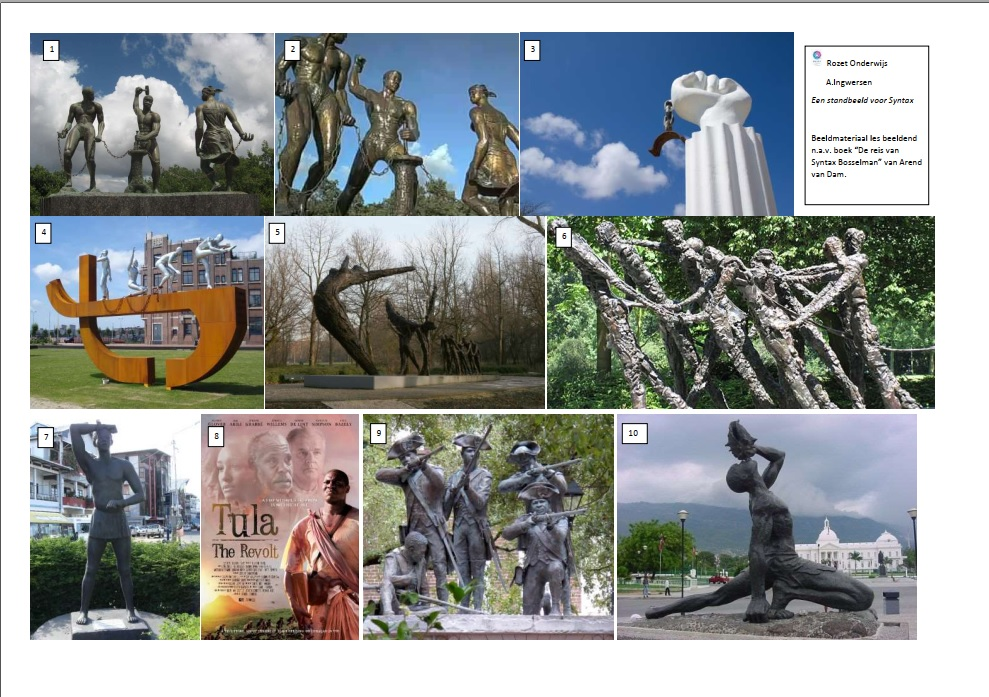 1
2
3
Rozet Onderwijs
A.Ingwersen
Een standbeeld voor Syntax
Beeldmateriaal les beeldend
n.a.v. boek "De reis van
Syntax Bosselman" van Arend
van Dam.
4
5
6
7
8
Tula
The Revolt
9
10